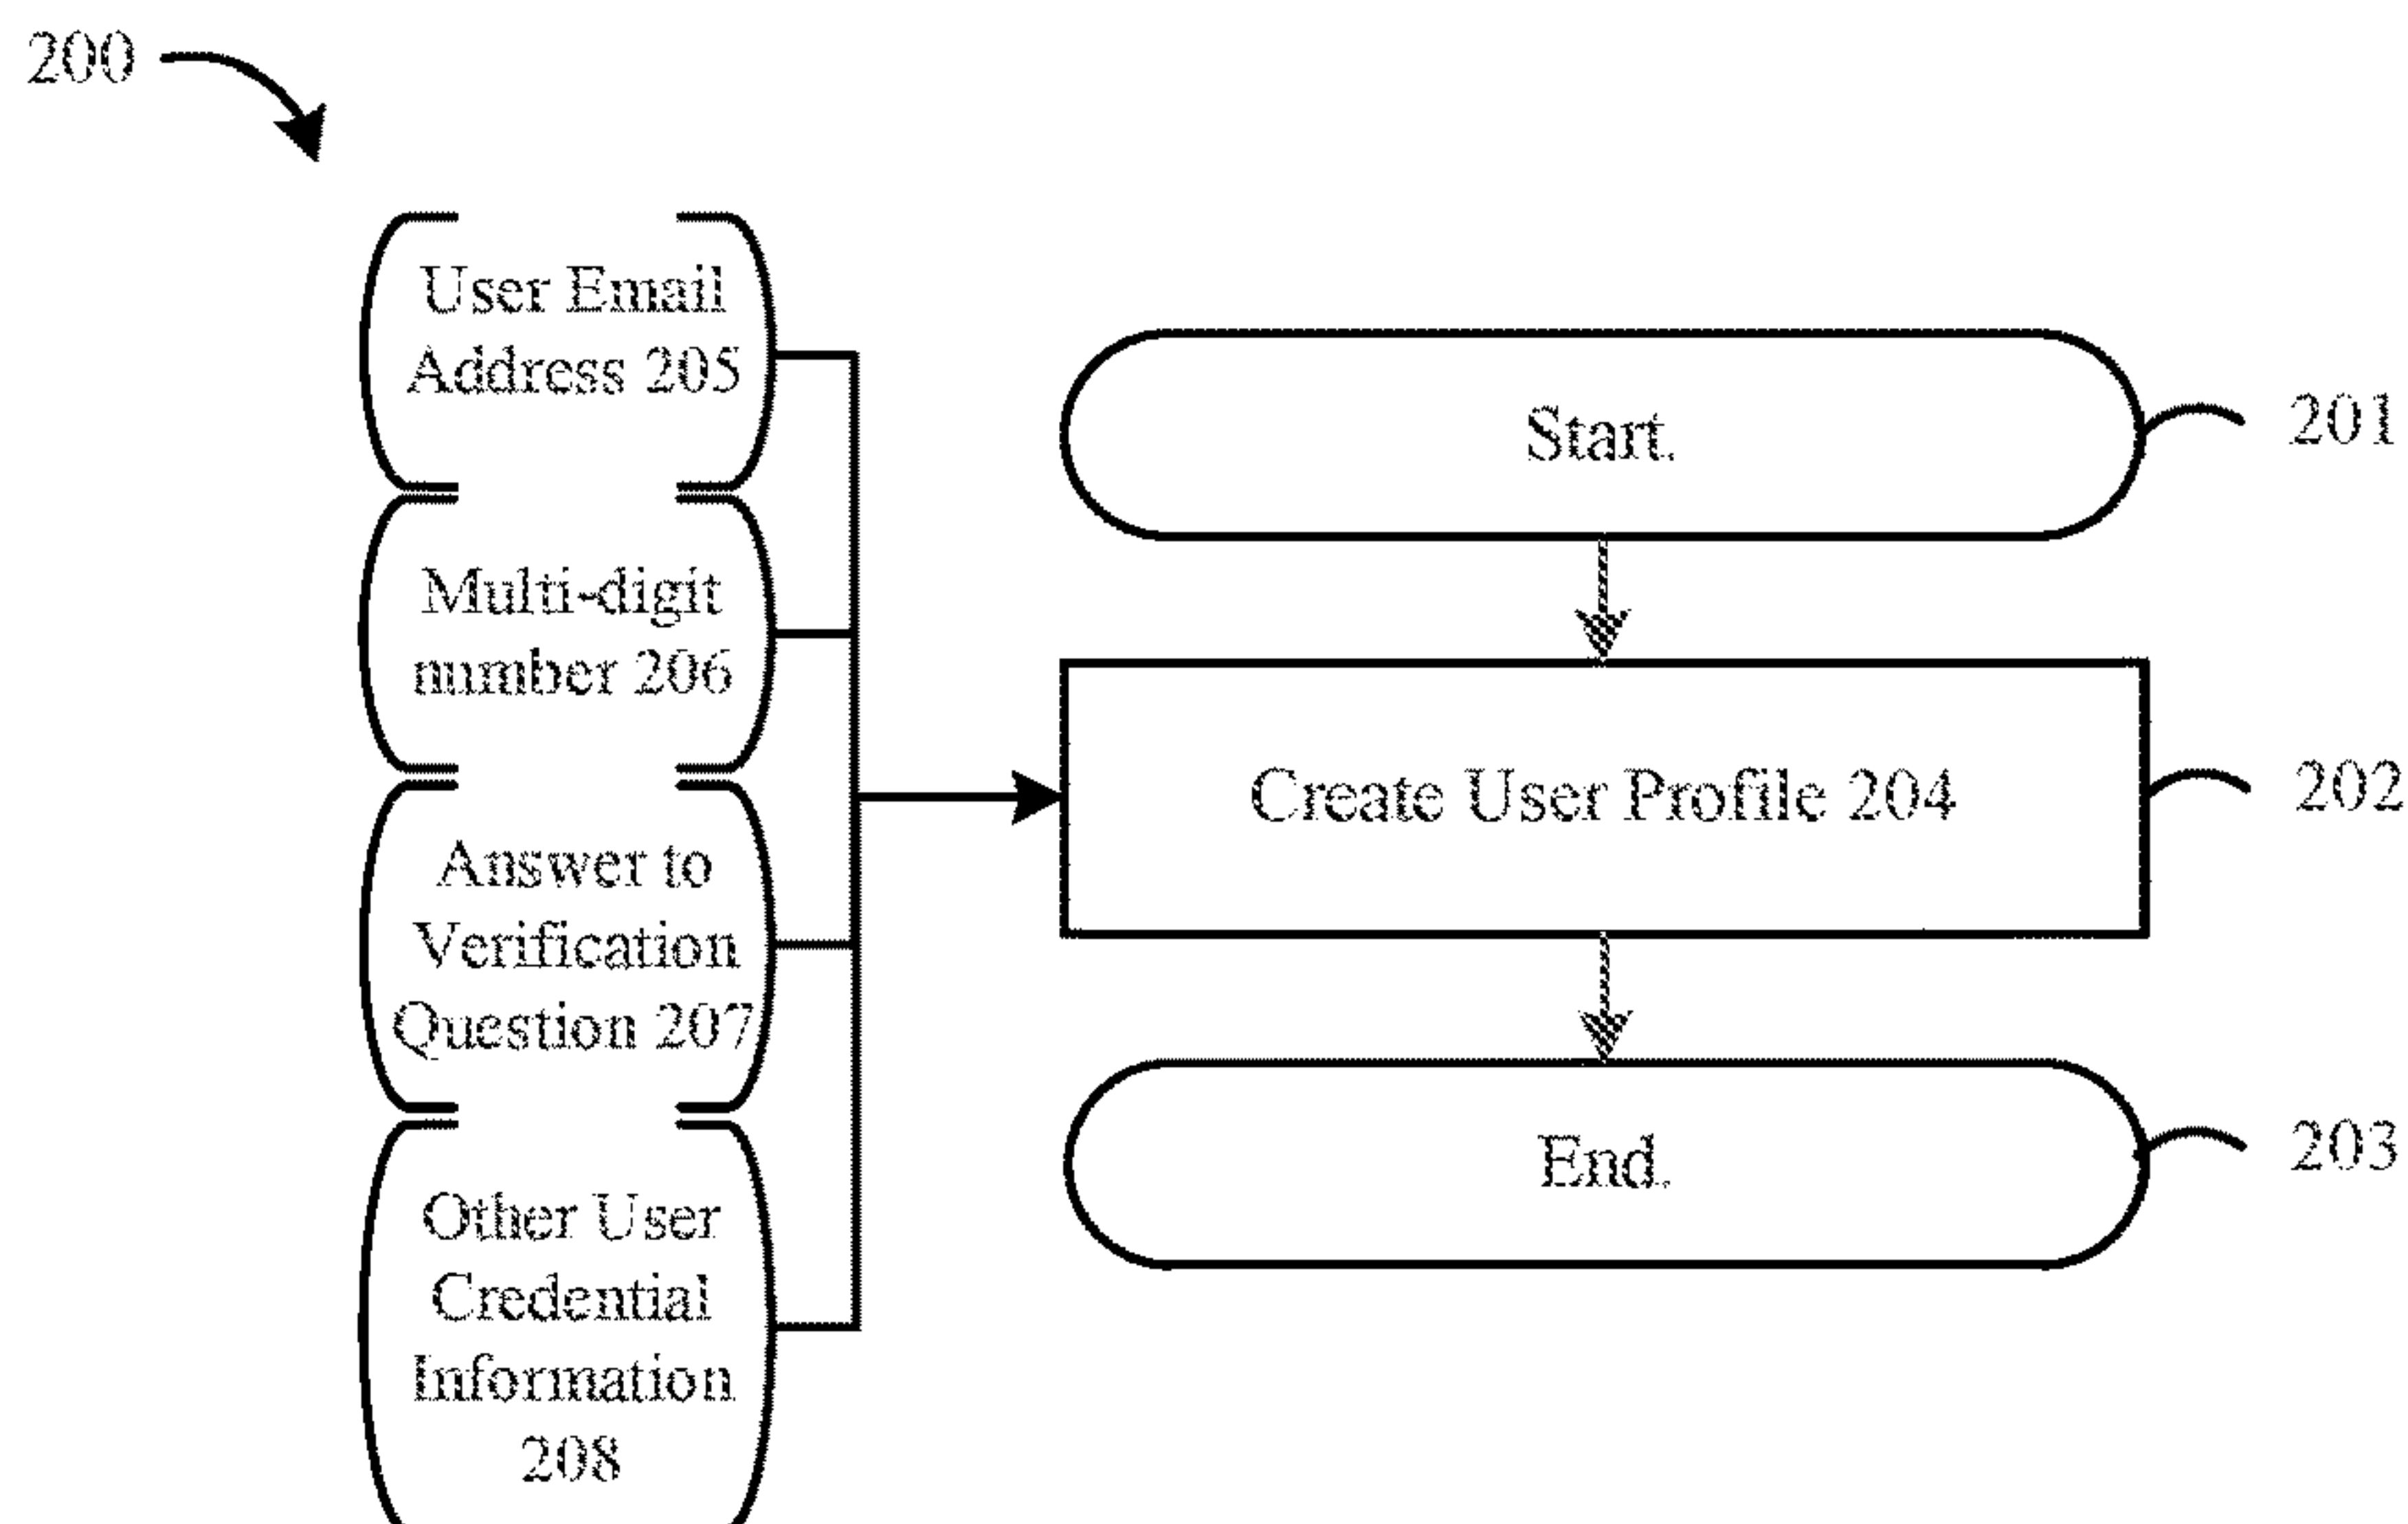 200
User Email
Address 205
Multi-digit
number 206
Answer to
Verification
Question 207
Other User
Credential
Information
208
Start.
201
Create User Profile 204
202
End.
203